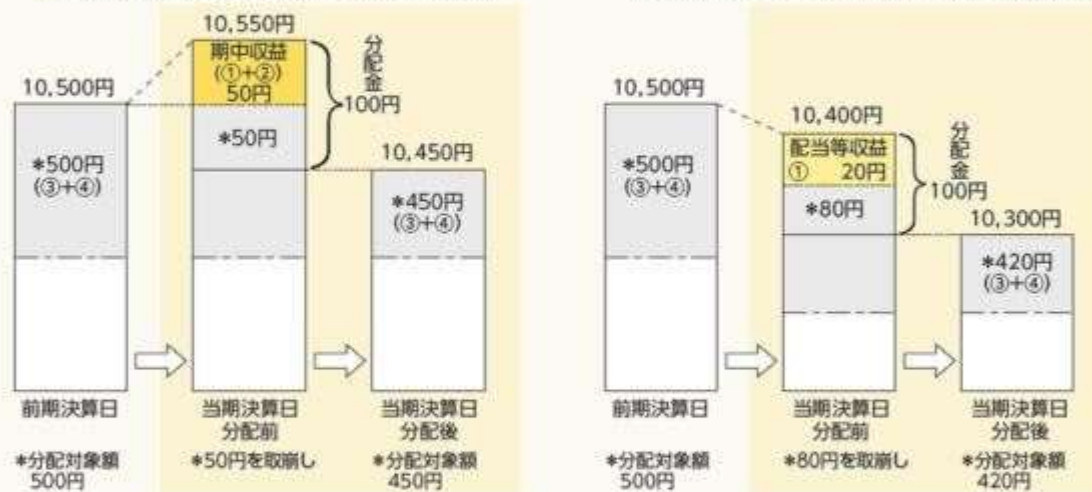 10,550円
期中収益
(①+②)
50円
分配金
100円
10,500円
*50円
*500円
(③+④)
10,450円
*450円
(③+④)
前期決算日
当期決算日
分配前
当期決算日
分配後
*分配対象額
500円
*50円を取崩し
*分配対象額
450円
10,500円
10,400円
配当等収益
① 20円
分配金
100円
*500円
(③+④)
*80円
10,300円
*420円
(③+④)
前期決算日
当期決算日
分配前
当期決算日
分配後
*分配対象額
500円
*80円を取崩し
*分配対象額
420円